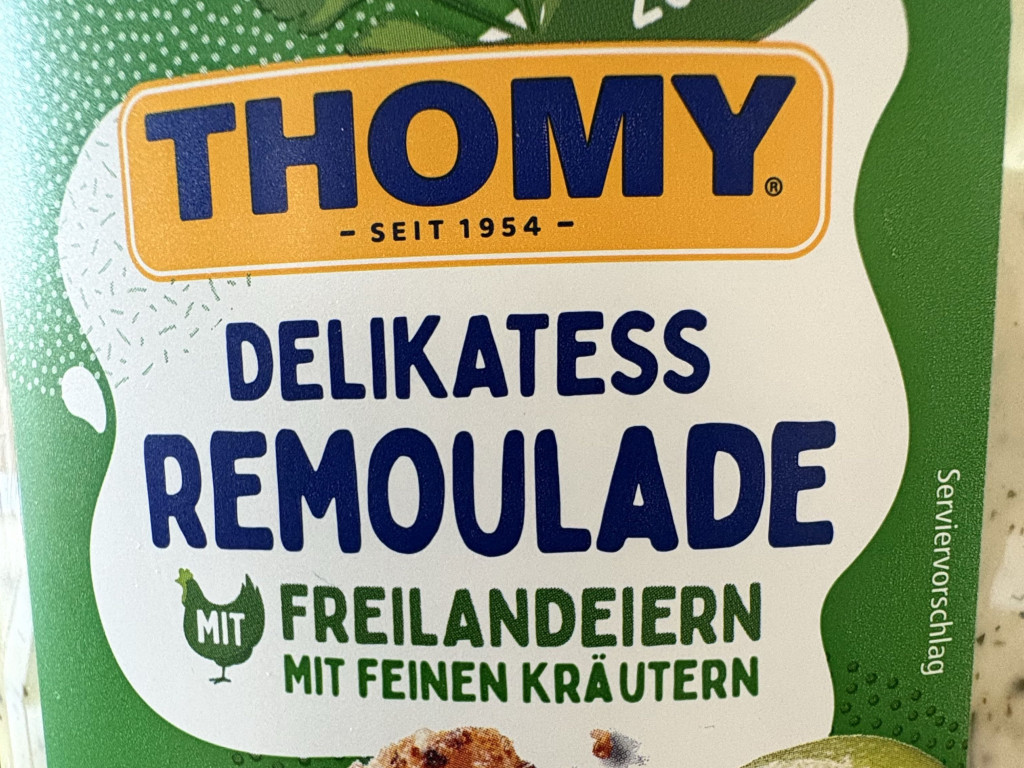 THOMY®
- SEIT 1954 -
DELIKATESS
REMOULADE
MIT FREILANDEIERN
MIT FEINEN KRÄUTERN
Serviervorschlag